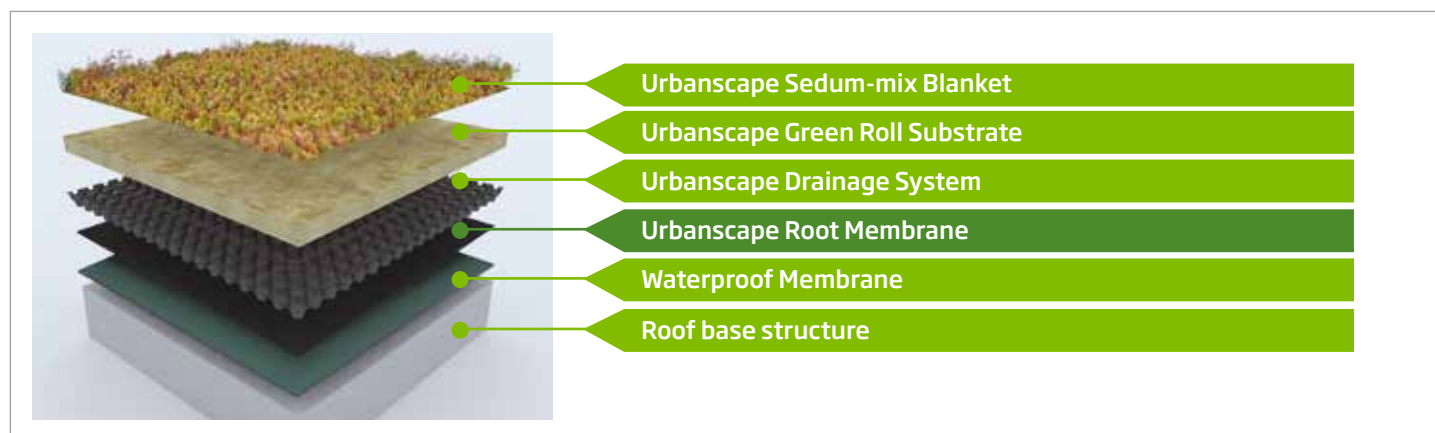 Urbanscape Sedum-mix Blanket
Urbanscape Green Roll Substrate
Urbanscape Drainage System
Urbanscape Root Membrane
Waterproof Membrane
Roof base structure